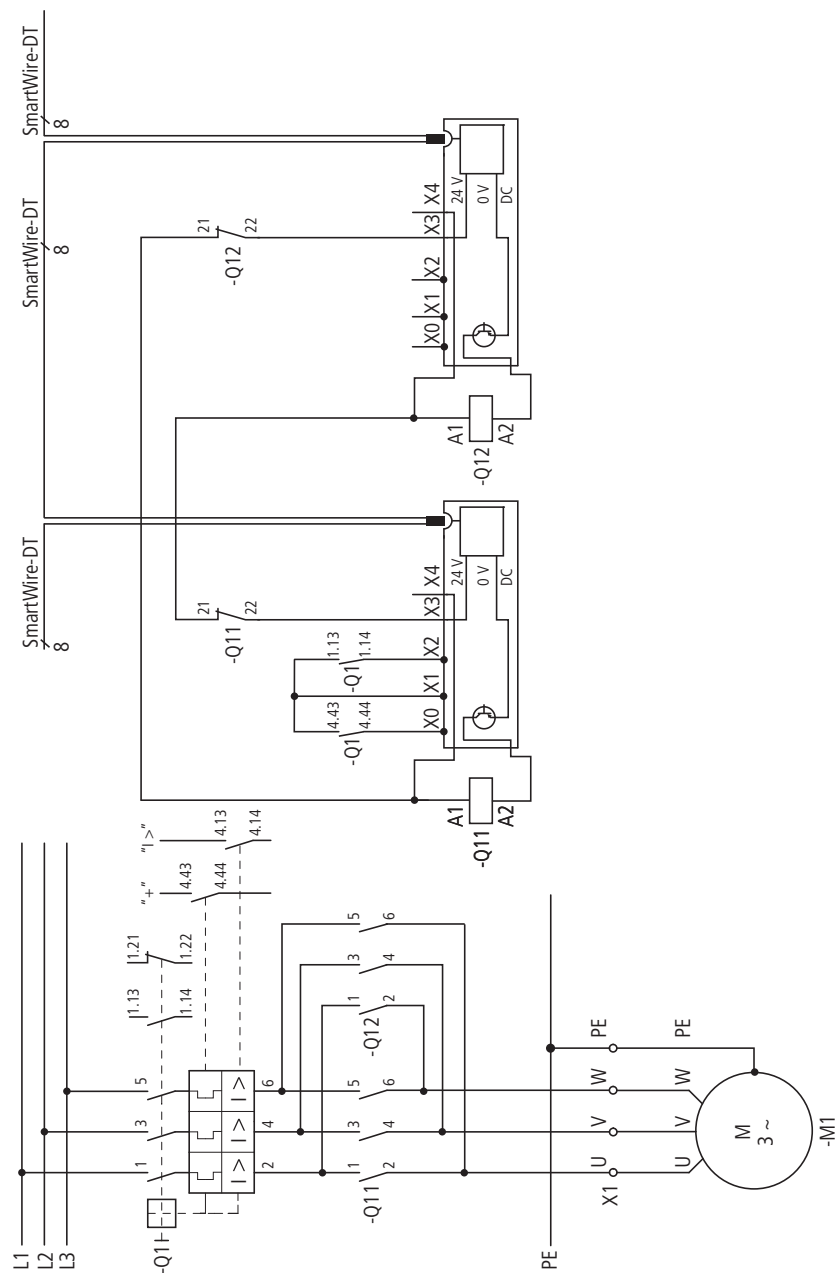 SmartWire-DT
8
SmartWire-DT
8
SmartWire-DT
8
21
22
-Q12
21
22
-Q11
X0
X1
X2
X3
X4
24 V
0 V
DC
A1
A2
-Q12
-Q1
1.13
1.14
-Q1
4.43
4.44
X0
X1
X2
X3
X4
24 V
0 V
DC
A1
A2
-Q11
L1
L2
L3
-Q1
1
3
5
1.13
1.14
1.21
1.22
"+"
4.43
4.44
"I >"
4.13
4.14
I >
I >
I >
2
4
6
-Q11
1
2
3
4
5
6
-Q12
1
2
3
4
5
6
PE
X1
U
V
W
PE
U
V
W
PE
M
3 ~
-M1